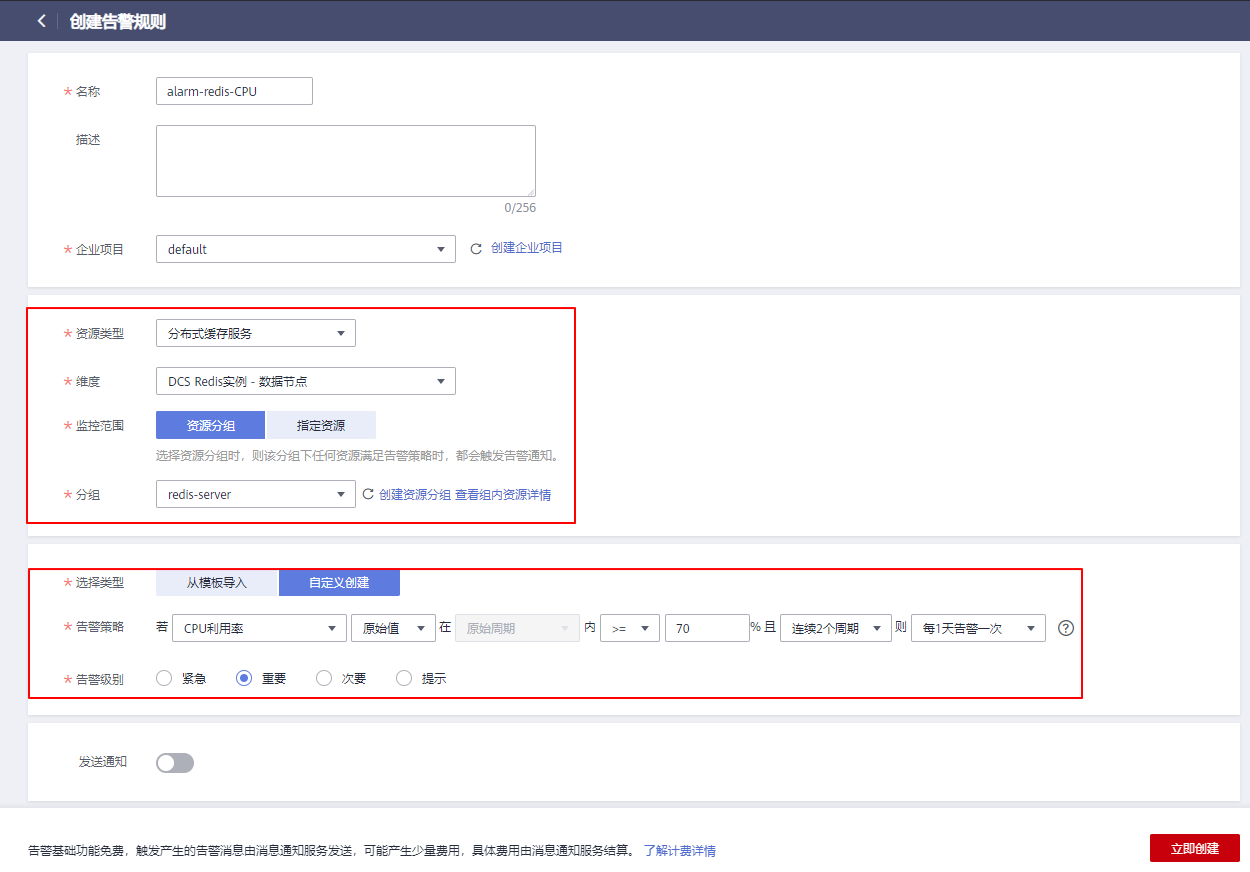 创建告警规则
* 名称 alarm-redis-CPU
描述
0/256
* 企业项目 default 创建企业项目
* 资源类型 分布式缓存服务
* 维度 DCS Redis实例 - 数据节点
* 监控范围 资源分组 指定资源
选择资源分组时，则该分组下任何资源满足告警策略时，都会触发告警通知。
* 分组 redis-server 创建资源分组 查看组内资源详情
* 选择类型 从模板导入 自定义创建
* 告警策略 若 CPU利用率 原始值 在 原始周期 内 >= 70 % 且 连续2个周期 则 每1天告警一次 ?
* 告警级别 紧急 重要 次要 提示
发送通知
告警基础功能免费，触发产生的告警消息由消息通知服务发送，可能产生少量费用，具体费用由消息通知服务结算。 了解计费详情
立即创建